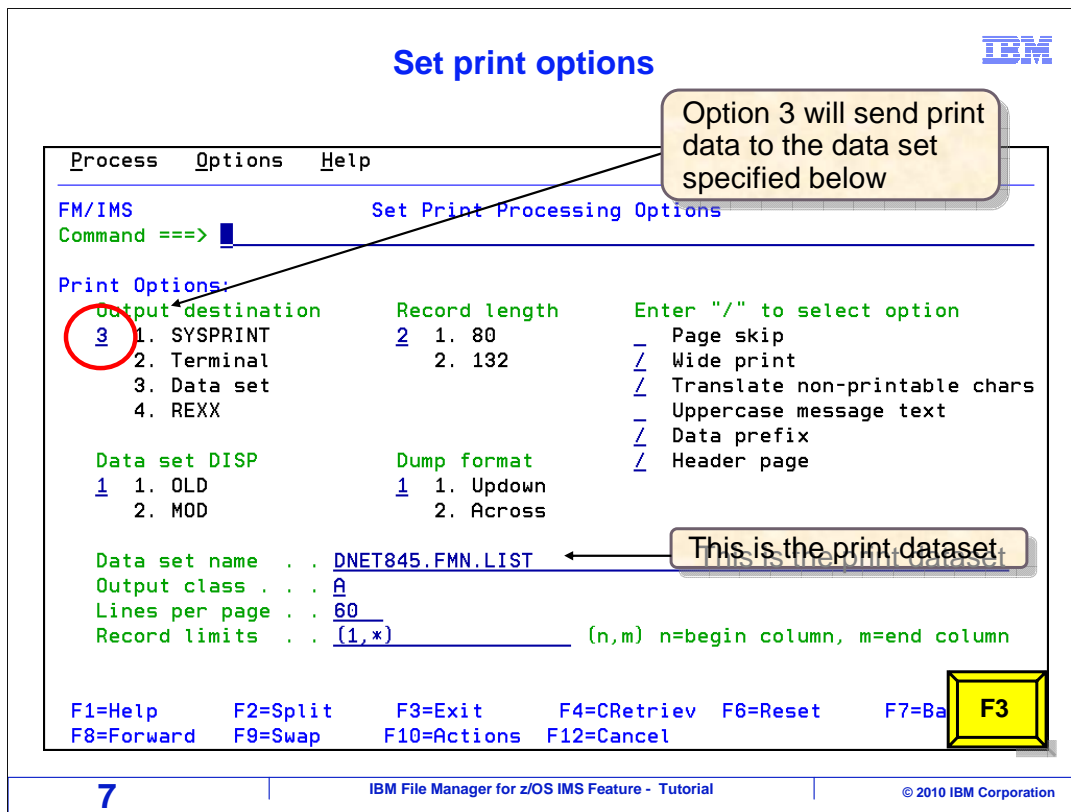 Set print options
IBM
Option 3 will send print
data to the data set
specified below
Process Options Help
FM/IMS Set Print Processing Options
Command ===>
Print Options:
Output destination Record length Enter "/" to select option
3 1. SYSPRINT 2 1. 80 _ Page skip
2. Terminal 2. 132 / Wide print
3. Data set / Translate non-printable chars
4. REXX _ Uppercase message text
/ Data prefix
Data set DISP Dump format / Header page
1 1. OLD 1 1. Updown
2. MOD 2. Across
This is the print dataset
Data set name . . DNET845.FMN.LIST
Output class . . . A
Lines per page . . 60
Record limits . . (1,*) (n,m) n=begin column, m=end column
F1=Help F2=Split F3=Exit F4=CRetriev F6=Reset F7=Ba
F3
F8=Forward F9=Swap F10=Actions F12=Cancel
7 IBM File Manager for z/OS IMS Feature - Tutorial © 2010 IBM Corporation